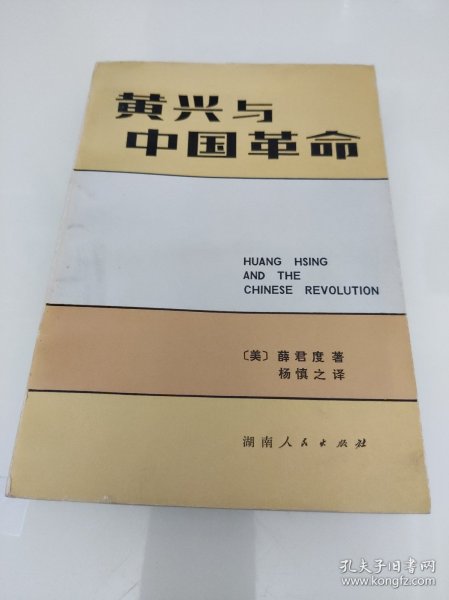 黄兴与
中国革命
HUANG HSING
AND THE
CHINESE REVOLUTION
〔美〕薛君度著
杨慎之译
湖南人民出版社
孔夫子旧书网
www.kongfz.com